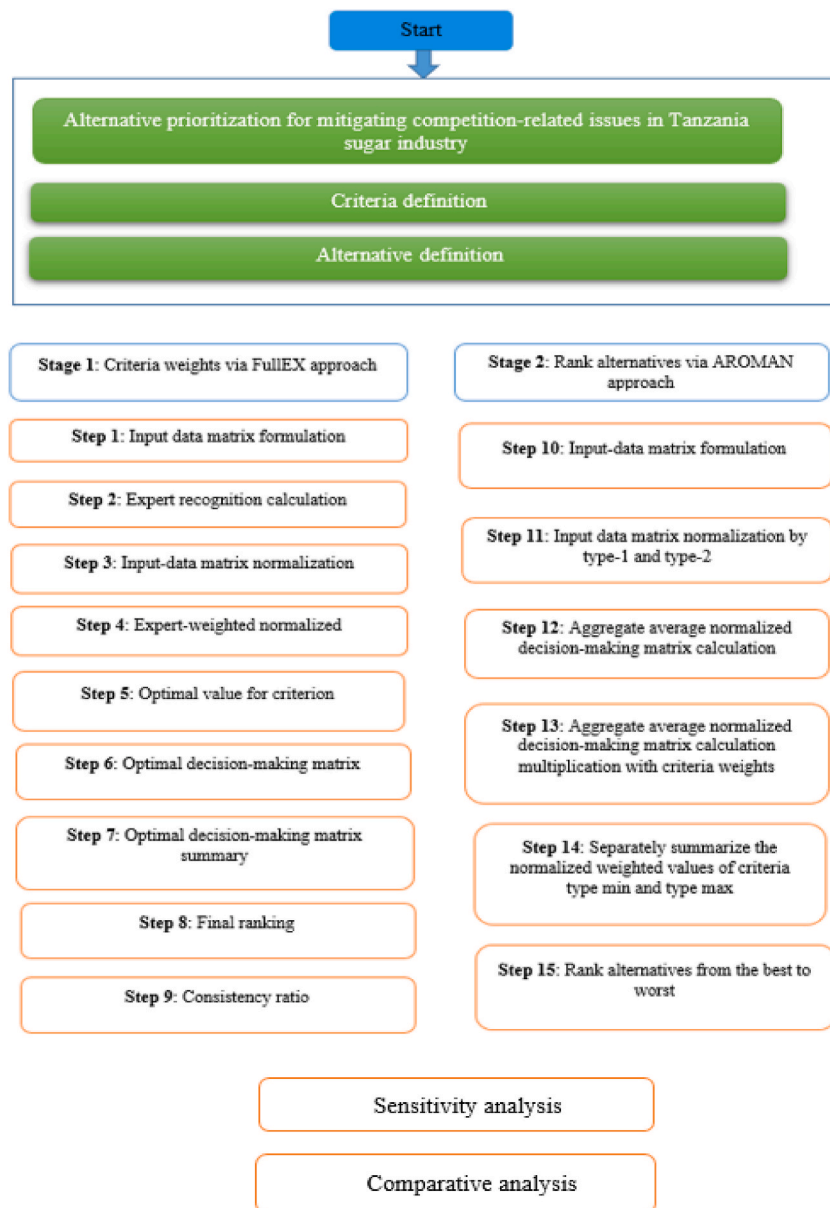 Start
Alternative prioritization for mitigating competition-related issues in Tanzania
sugar industry
Criteria definition
Alternative definition
Stage 1: Criteria weights via FullEX approach
Step 1: Input data matrix formulation
Step 2: Expert recognition calculation
Step 3: Input-data matrix normalization
Step 4: Expert-weighted normalized
Step 5: Optimal value for criterion
Step 6: Optimal decision-making matrix
Step 7: Optimal decision-making matrix
summary
Step 8: Final ranking
Step 9: Consistency ratio
Stage 2: Rank alternatives via AROMAN
approach
Step 10: Input-data matrix formulation
Step 11: Input data matrix normalization by
type-1 and type-2
Step 12: Aggregate average normalized
decision-making matrix calculation
Step 13: Aggregate average normalized
decision-making matrix calculation
multiplication with criteria weights
Step 14: Separately summarize the
normalized weighted values of criteria
type min and type max
Step 15: Rank alternatives from the best to
worst
Sensitivity analysis
Comparative analysis